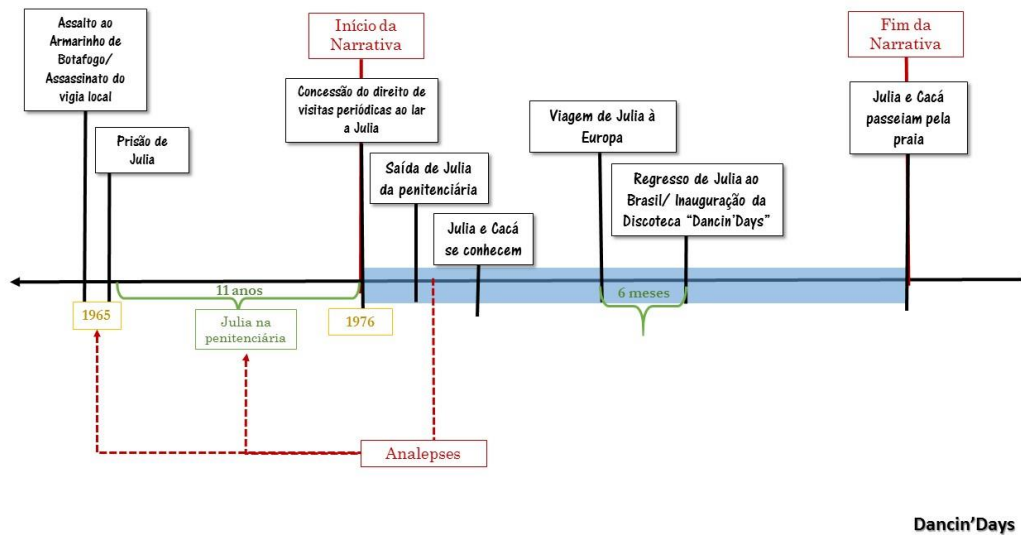 Assalto ao
Armarinho de
Botafogo/
Assassinato do
vigia local
Prisão de
Julia
Início da
Narrativa
Concessão do direito de
visitas periódicas ao lar
a Julia
Saída de Julia
da penitenciária
Julia e Cacá
se conhecem
Viagem de Julia à
Europa
Regresso de Julia ao
Brasil/ Inauguração da
Discoteca “Dancin’Days”
Fim da
Narrativa
Julia e Cacá
passeiam pela
praia
11 anos
6 meses
1965
Julia na
penitenciária
1976
Analepses
Dancin’Days